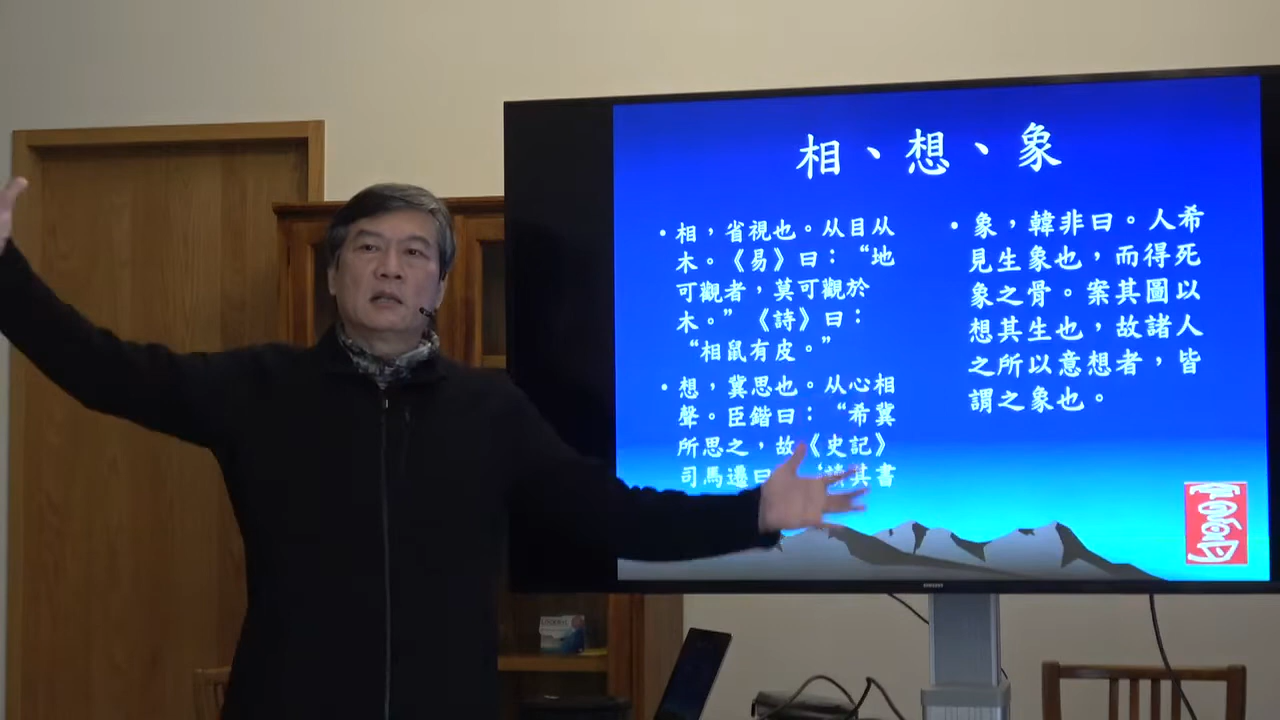 相、想、象
•相，省視也。从目从
木。《易》曰：“地
可觀者，莫可觀於
木。”《詩》曰：
“相鼠有皮。”
•想，冀思也。从心相
聲。臣鍇曰：“希冀
所思之，故《史記》
司馬遷曰：“讀其書
•象，韓非曰。人希
見生象也，而得死
象之骨。案其圖以
想其生也，故諸人
之所以意想者，皆
謂之象也。
SAMSUNG